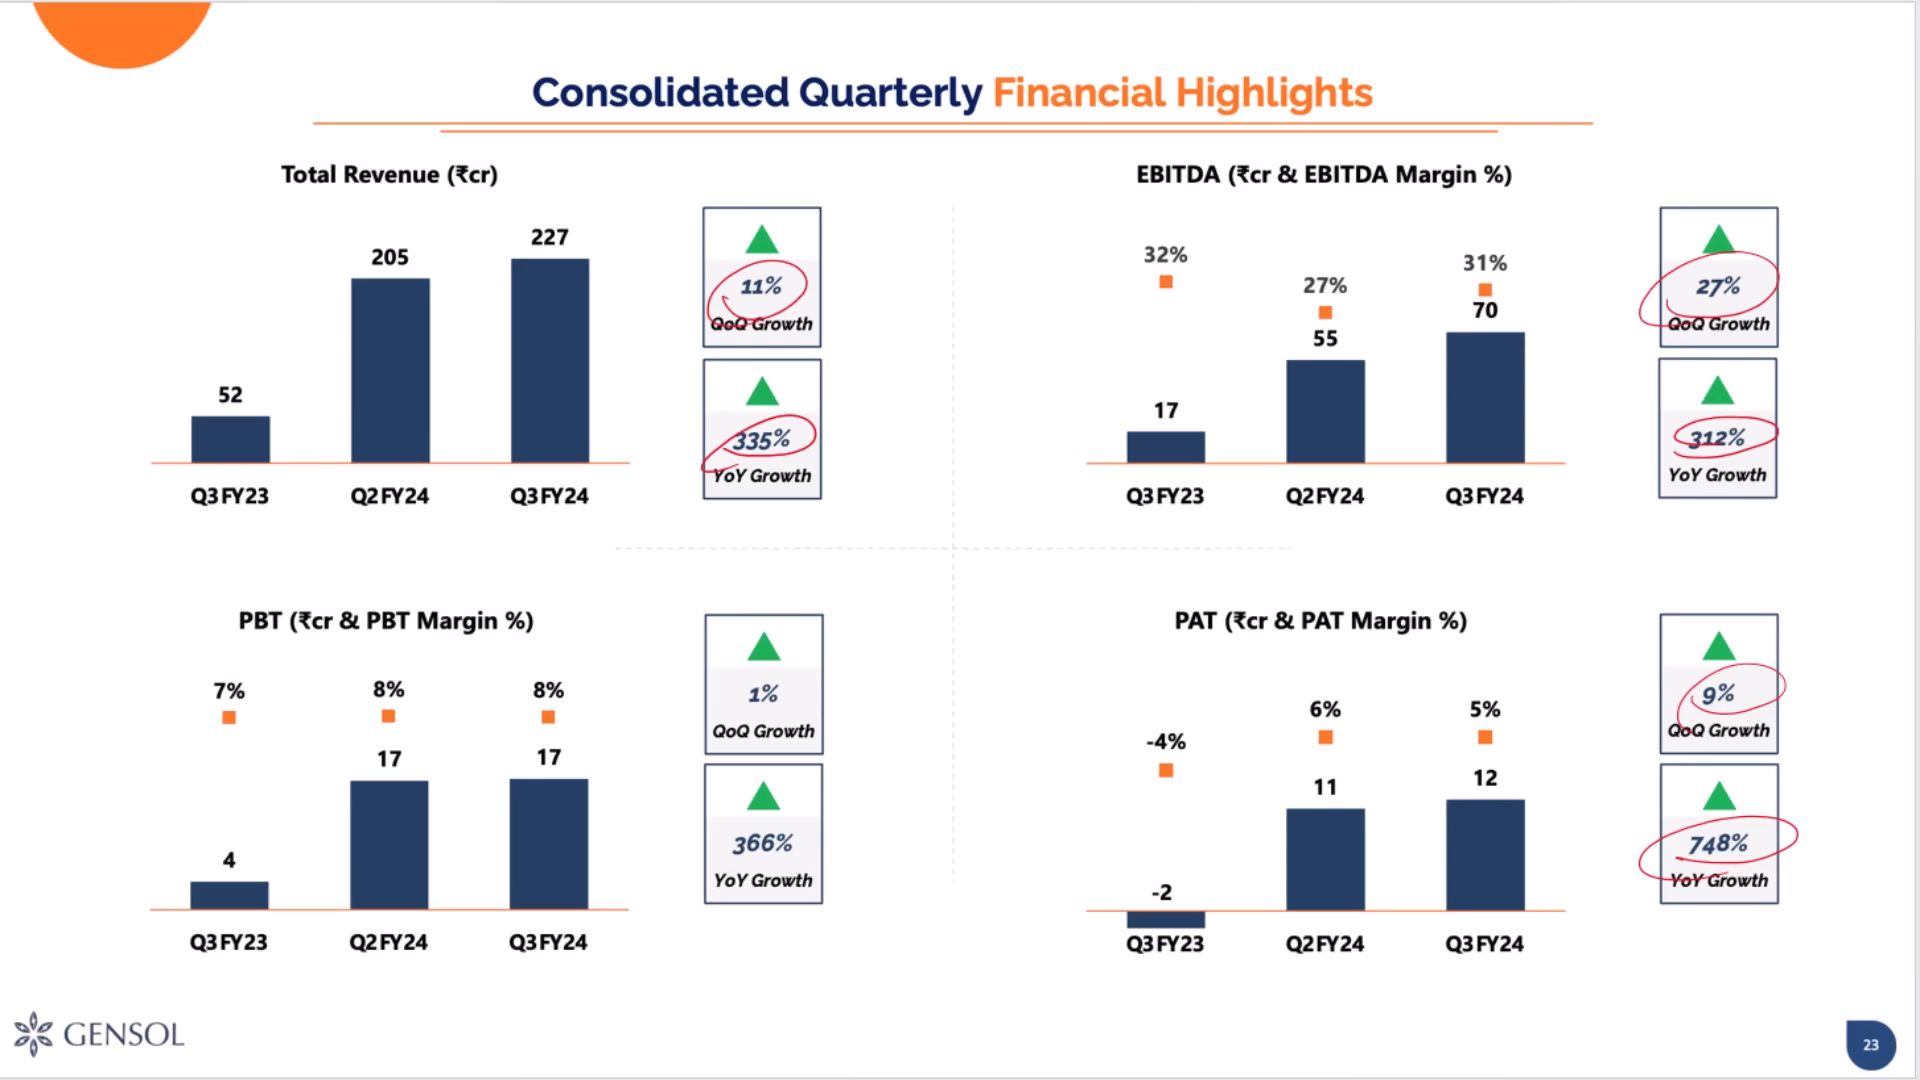 Consolidated Quarterly Financial Highlights
Total Revenue (₹cr)
52
205
227
Q3FY23
Q2FY24
Q3FY24
11%
QoQ Growth
335%
YoY Growth
EBITDA (₹cr & EBITDA Margin %)
32%
27%
31%
17
55
70
Q3FY23
Q2FY24
Q3FY24
27%
QoQ Growth
312%
YoY Growth
PBT (₹cr & PBT Margin %)
7%
8%
8%
4
17
17
Q3FY23
Q2FY24
Q3FY24
1%
QoQ Growth
366%
YoY Growth
PAT (₹cr & PAT Margin %)
-4%
6%
5%
-2
11
12
Q3FY23
Q2FY24
Q3FY24
9%
QoQ Growth
748%
YoY Growth
GENSOL
23